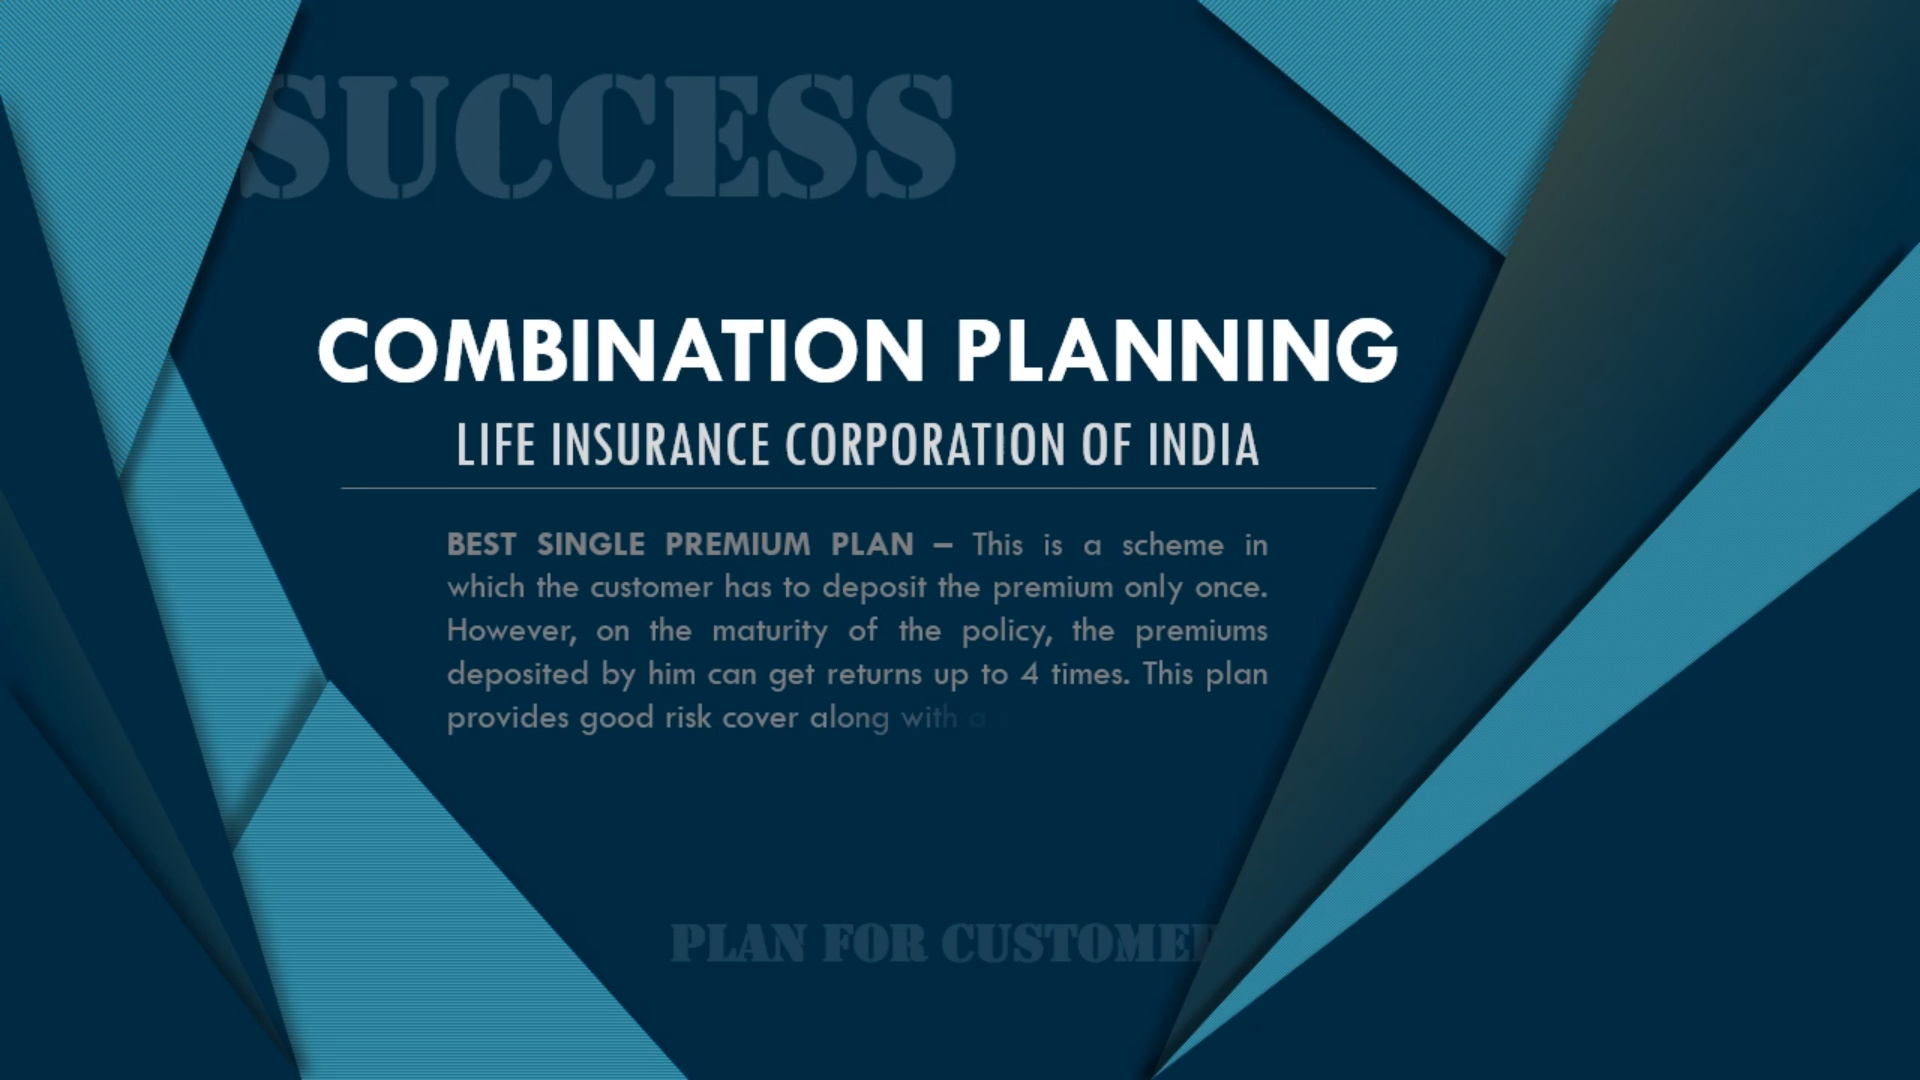 SUCCESS
COMBINATION PLANNING
LIFE INSURANCE CORPORATION OF INDIA
BEST SINGLE PREMIUM PLAN – This is a scheme in
which the customer has to deposit the premium only once.
However, on the maturity of the policy, the premiums
deposited by him can get returns up to 4 times. This plan
provides good risk cover along with a
PLAN FOR CUSTOMER